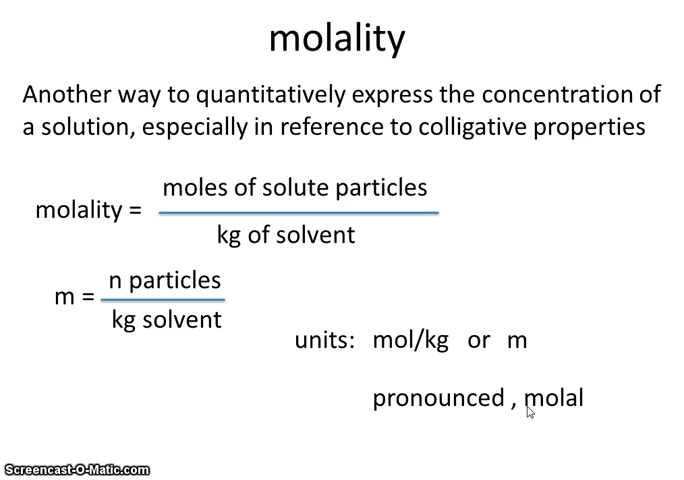 molality
Another way to quantitatively express the concentration of
a solution, especially in reference to colligative properties
moles of solute particles
molality =
kg of solvent
n particles
m =
kg solvent
units: mol/kg or m
pronounced , molal
Screencast-O-Matic.com